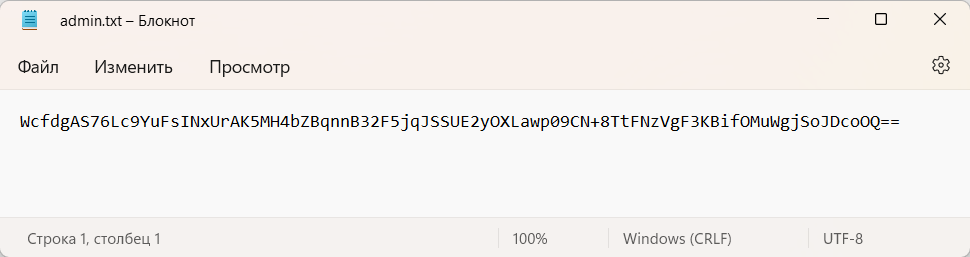 admin.txt – Блокнот
Файл Изменить Просмотр
WcfdgAS76Lc9YuFsINxUrAK5MH4bZBqnnB32F5jqJSSUE2yOXLawp09CN+8TtFNzVgF3KBifOMuWgjSoJDcoOQ==
Строка 1, столбец 1 100% Windows (CRLF) UTF-8